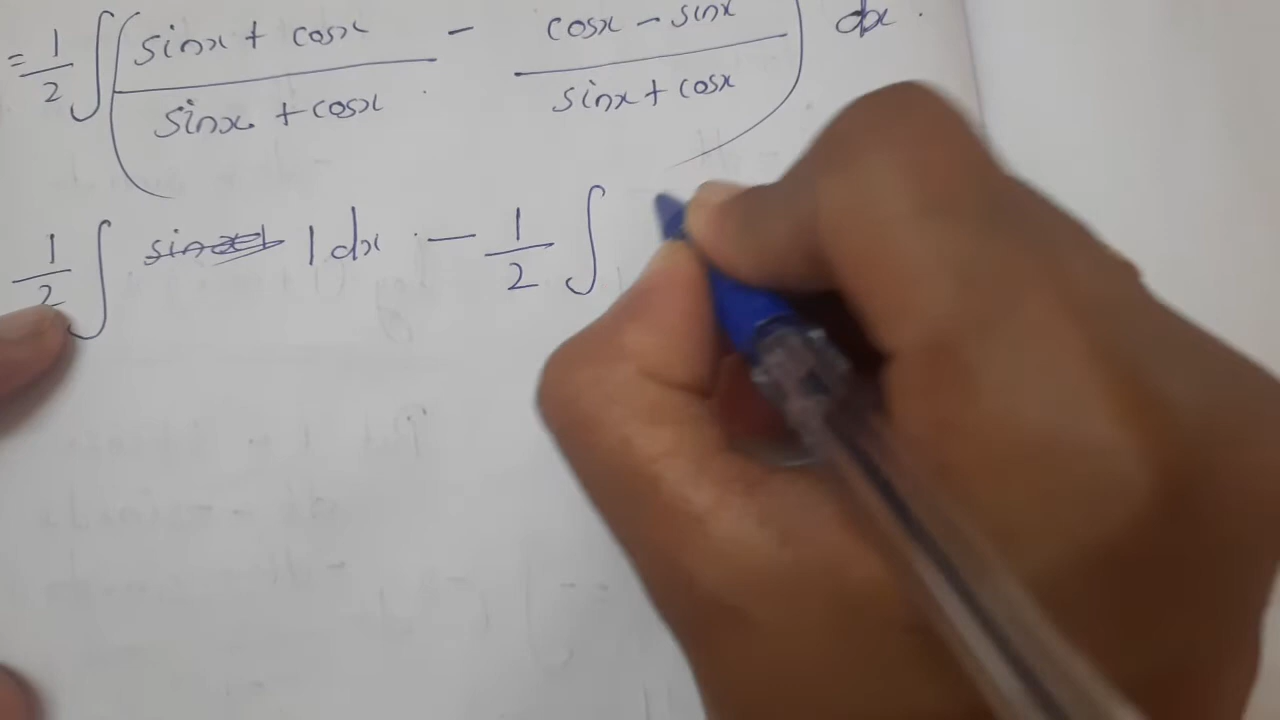 = 1/2 ∫ ( (sinx + cosx)/(sinx + cosx) - (cosx - sinx)/(sinx + cosx) ) dx.
1/2 ∫ 1 dx - 1/2 ∫